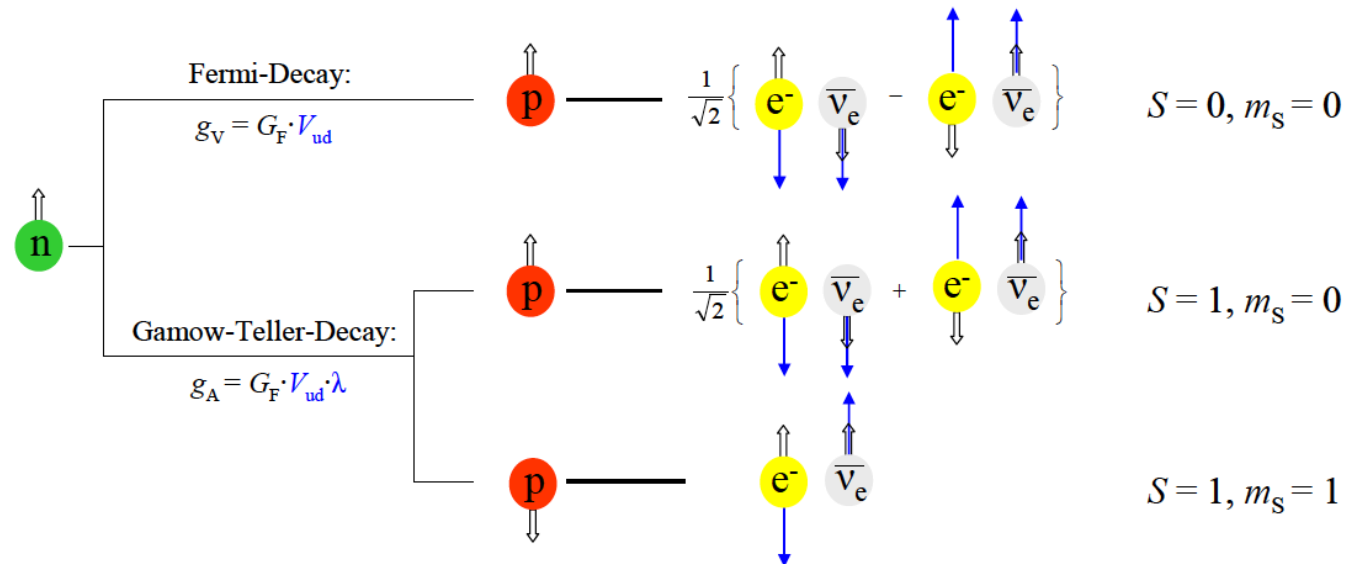 Fermi-Decay:
g_V = G_F·V_ud
p
1/√2 { e⁻ ν̅_e − e⁻ ν̅_e }
S = 0, m_S = 0
n
p
1/√2 { e⁻ ν̅_e + e⁻ ν̅_e }
S = 1, m_S = 0
Gamow-Teller-Decay:
g_A = G_F·V_ud·λ
p
e⁻ ν̅_e
S = 1, m_S = 1